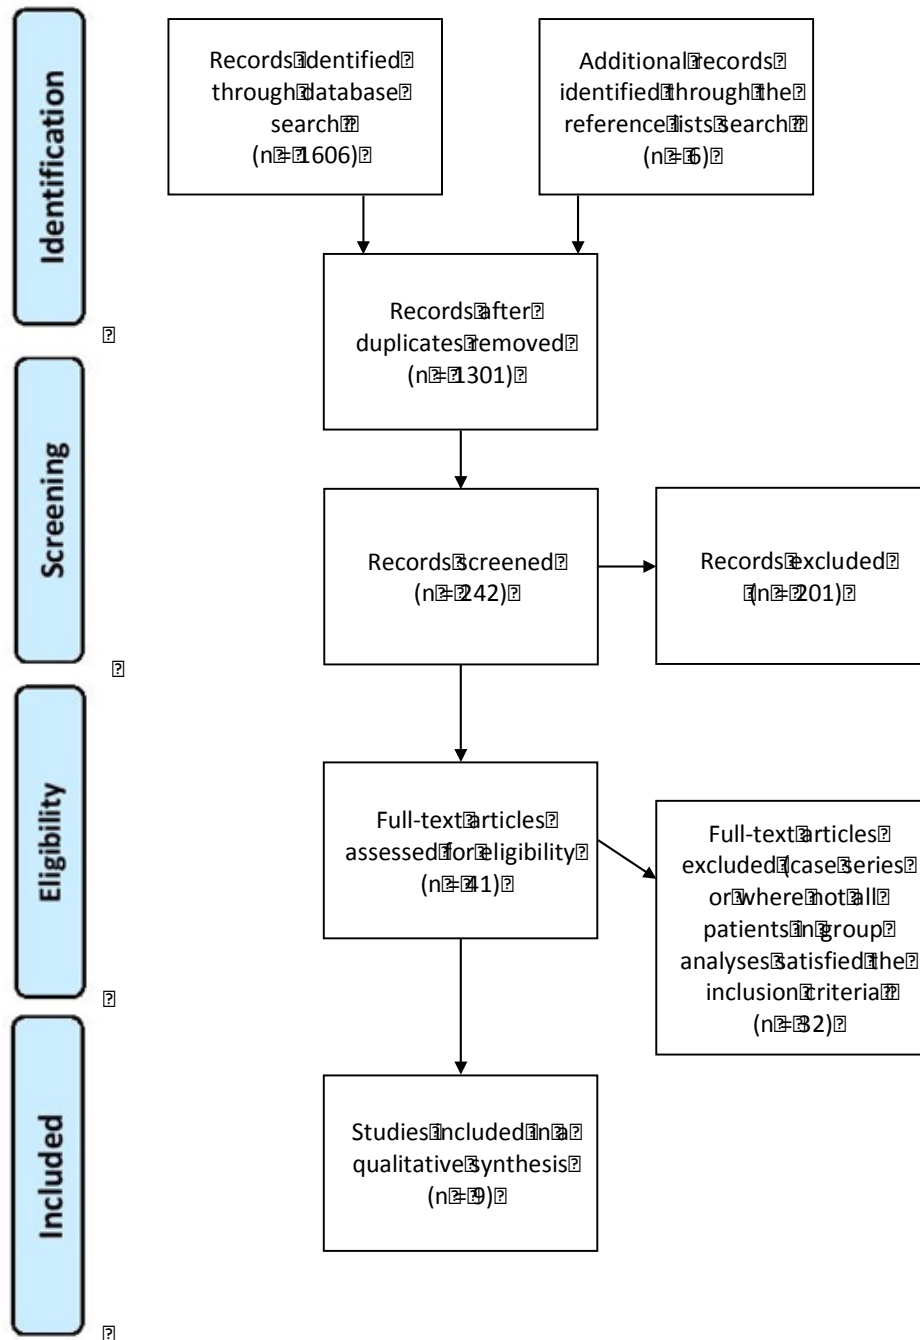 Identification
Records identified
through database
search
(n = 1606)
Additional records
identified through the
reference lists search
(n = 6)
Records after
duplicates removed
(n = 1301)
Screening
Records screened
(n = 242)
Records excluded
(n = 201)
Eligibility
Full-text articles
assessed for eligibility
(n = 41)
Full-text articles
excluded (case series
or where not all
patients in group
analyses satisfied the
inclusion criteria
(n = 32)
Included
Studies included in a
qualitative synthesis
(n = 9)